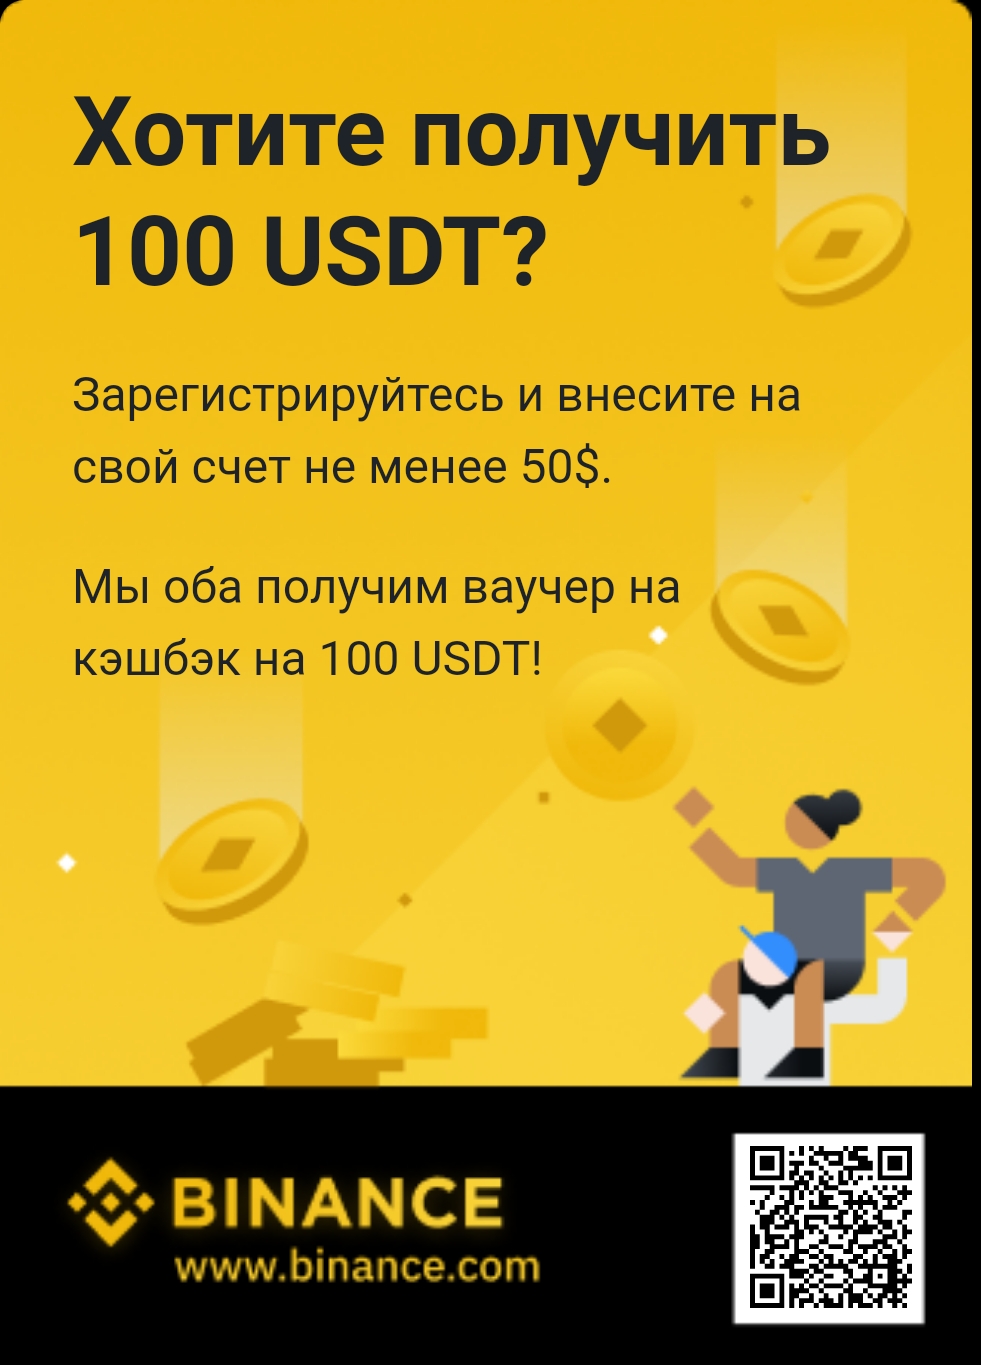 Хотите получить
100 USDT?
Зарегистрируйтесь и внесите на
свой счет не менее 50$.
Мы оба получим ваучер на
кэшбэк на 100 USDT!
BINANCE
www.binance.com